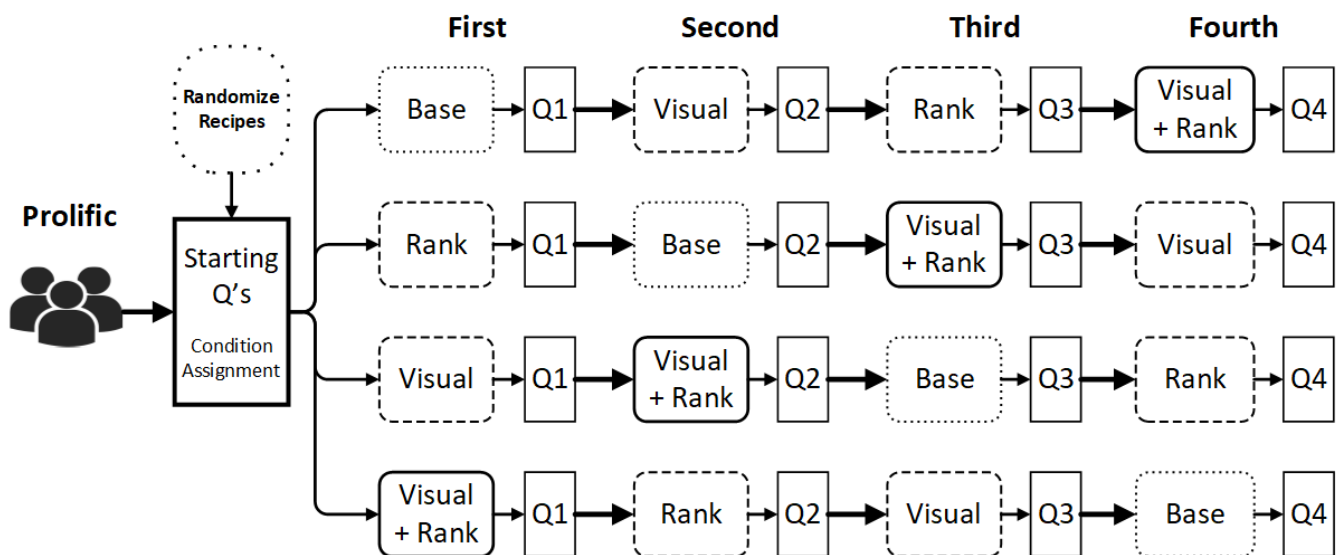 First Second Third Fourth
Randomize
Recipes
Base Q1 Visual Q2 Rank Q3 Visual
+ Rank Q4
Prolific
Starting
Q's
Condition
Assignment
Rank Q1 Base Q2 Visual
+ Rank Q3 Visual Q4
Visual Q1 Visual
+ Rank Q2 Base Q3 Rank Q4
Visual
+ Rank Q1 Rank Q2 Visual Q3 Base Q4